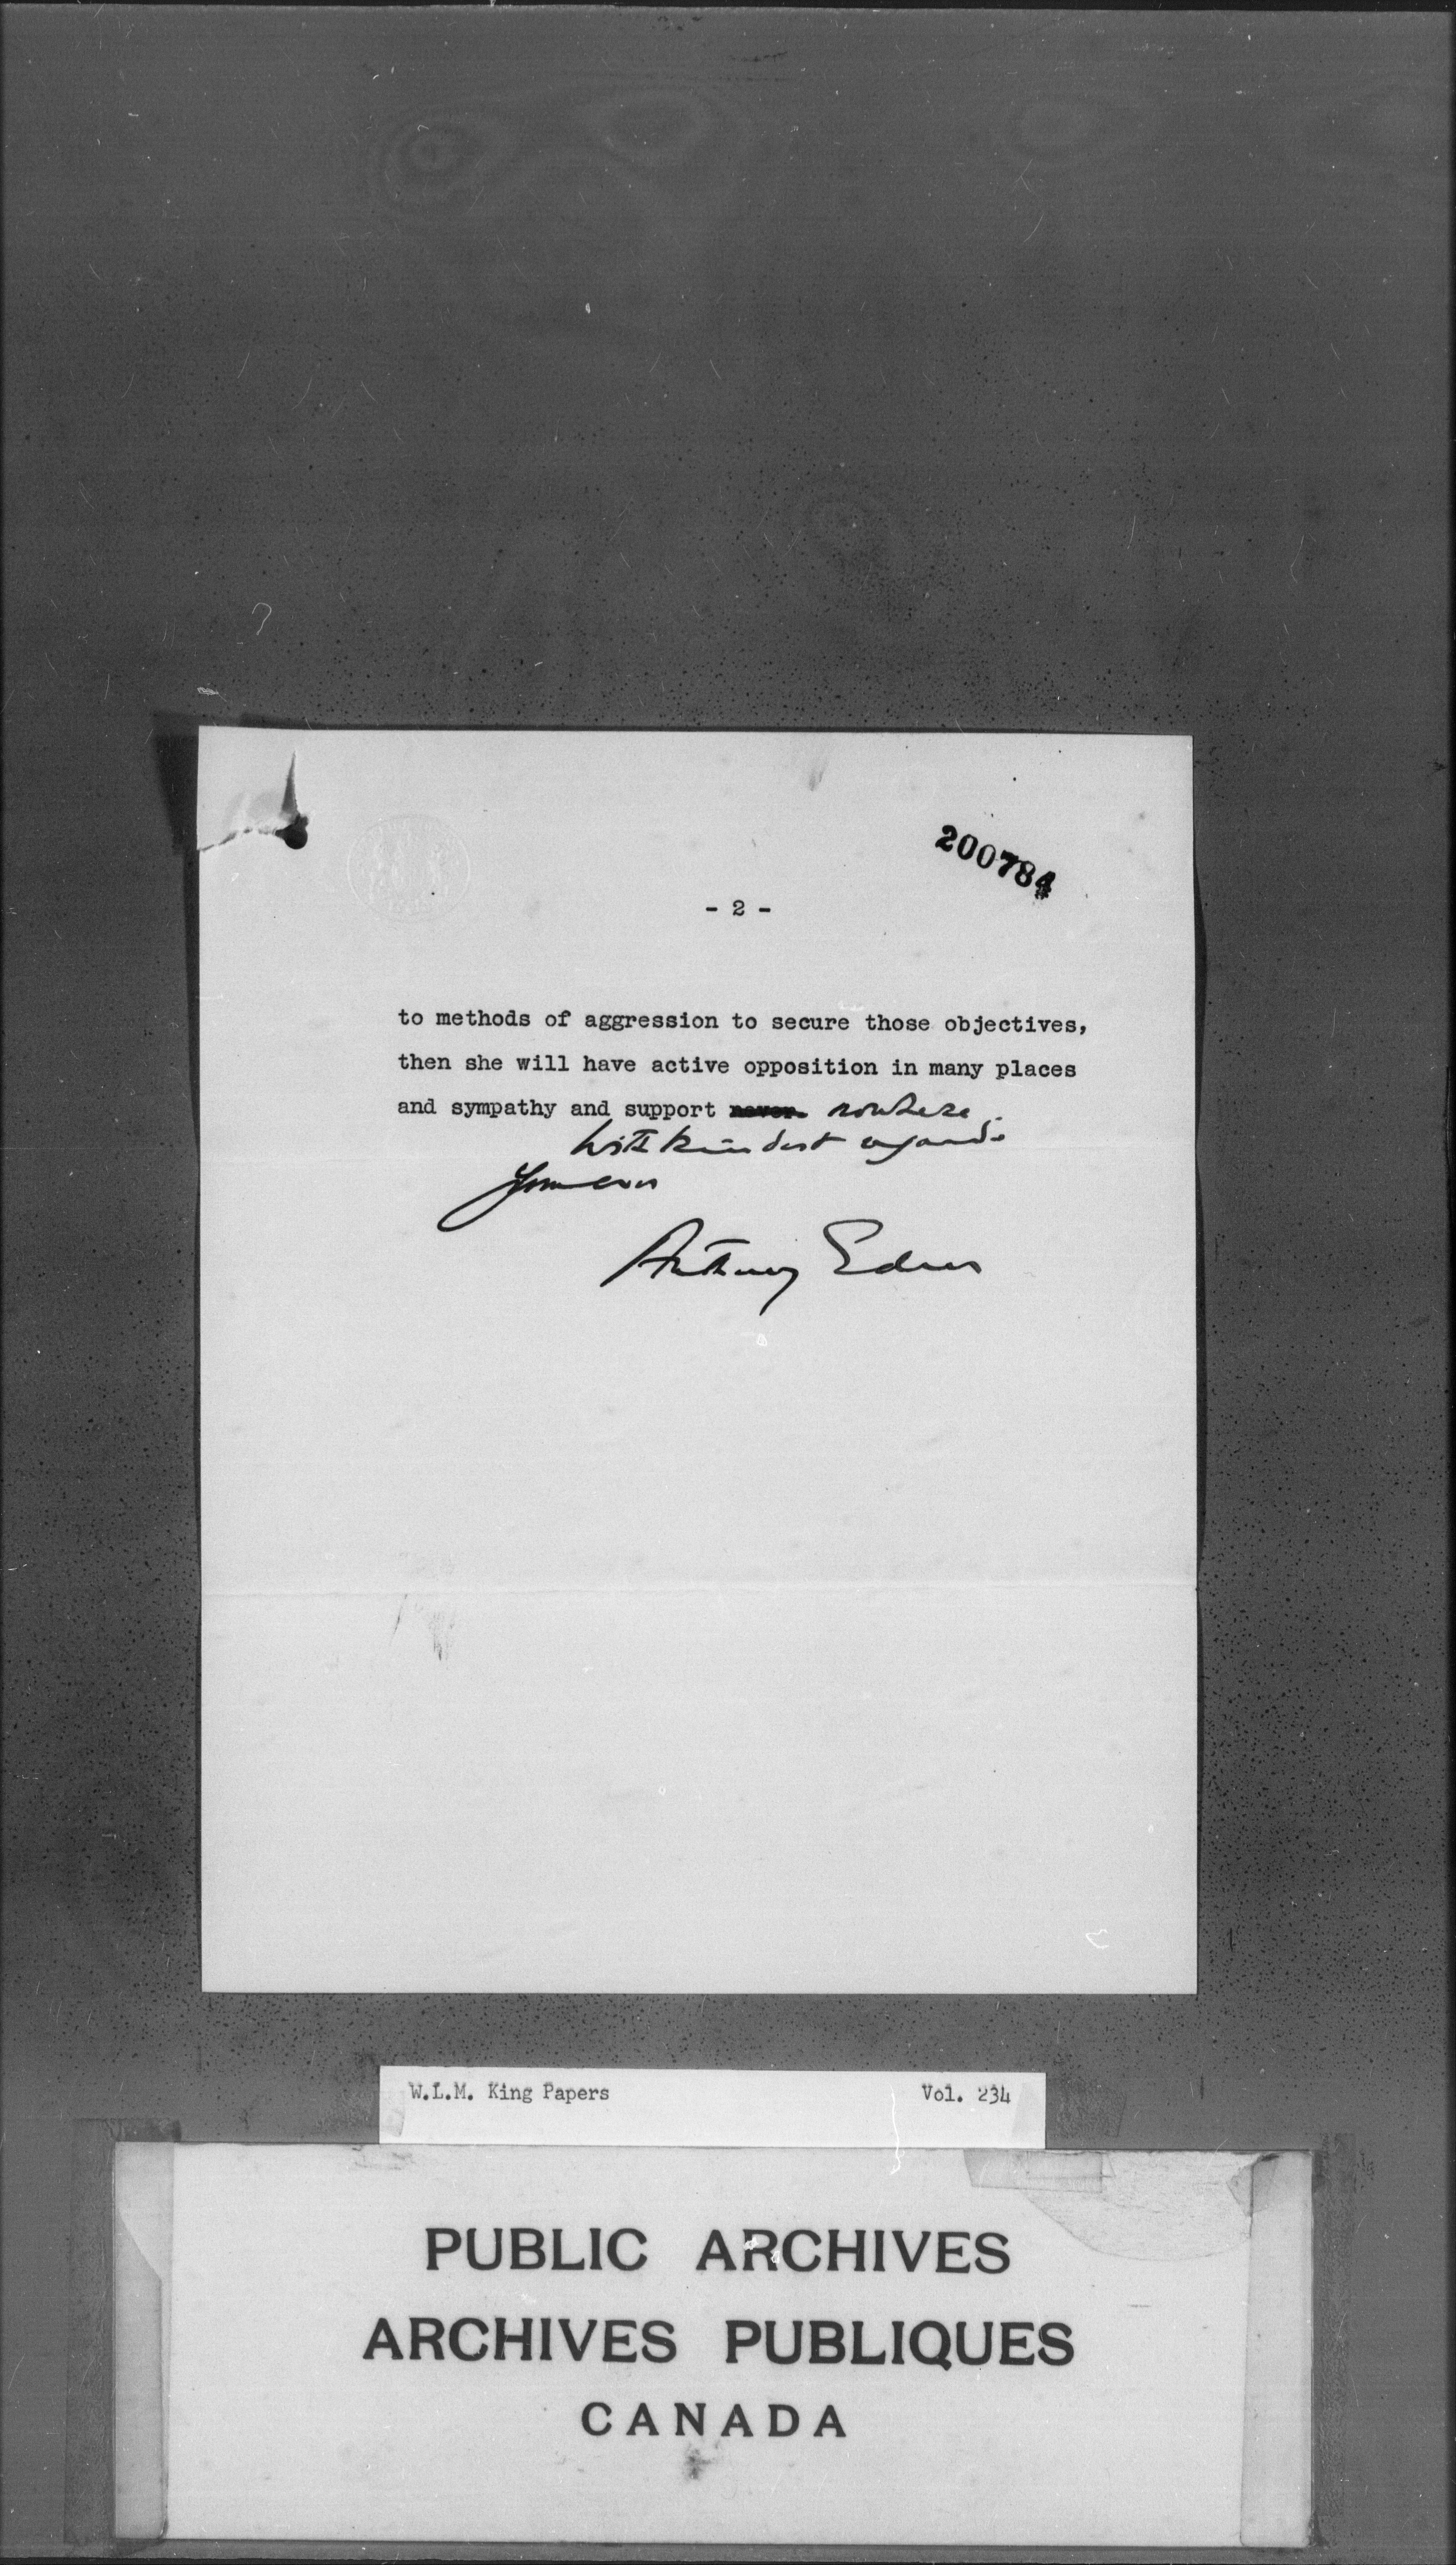 200784
- 2 -
to methods of aggression to secure those objectives,
then she will have active opposition in many places
and sympathy and support never nowhere.
With kindest regards
Yours ever
Anthony Eden
W.L.M. King Papers Vol. 234
PUBLIC ARCHIVES
ARCHIVES PUBLIQUES
CANADA